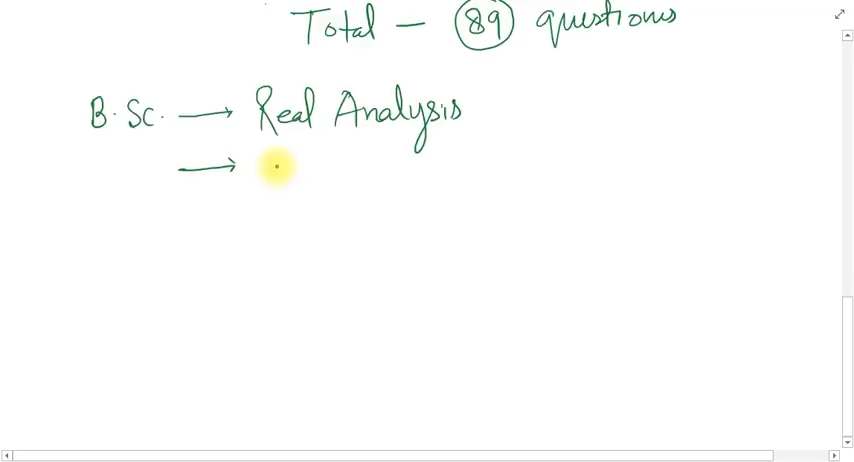 Total - 89 questions
B. Sc. → Real Analysis
→